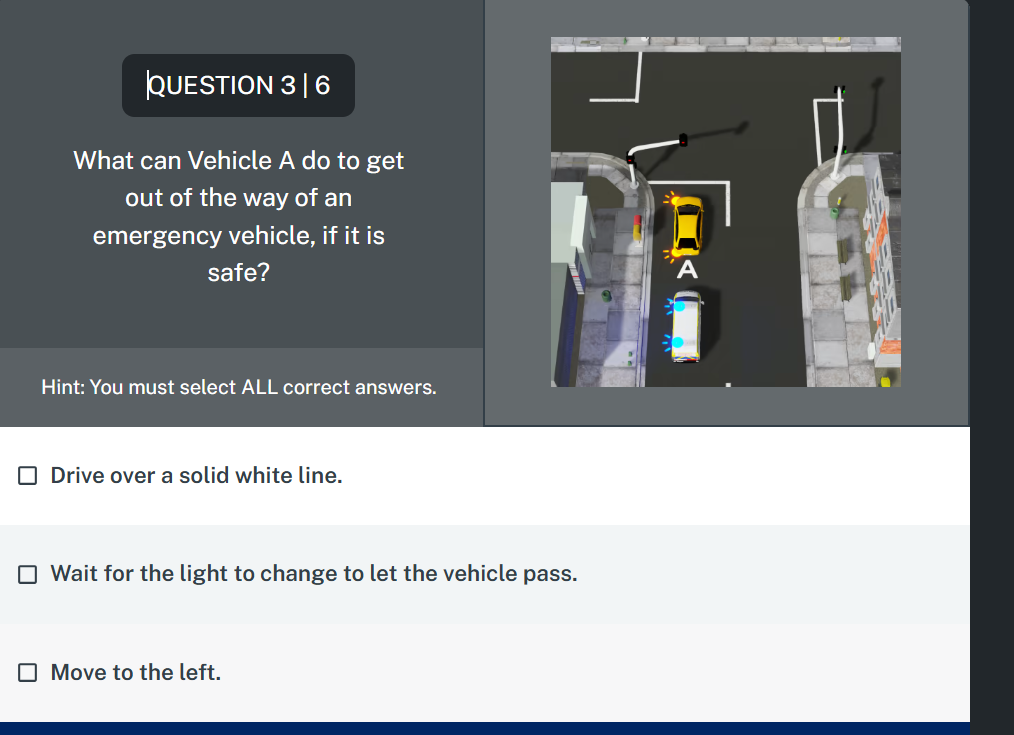 QUESTION 3 | 6
What can Vehicle A do to get
out of the way of an
emergency vehicle, if it is
safe?
Hint: You must select ALL correct answers.
A
Drive over a solid white line.
Wait for the light to change to let the vehicle pass.
Move to the left.